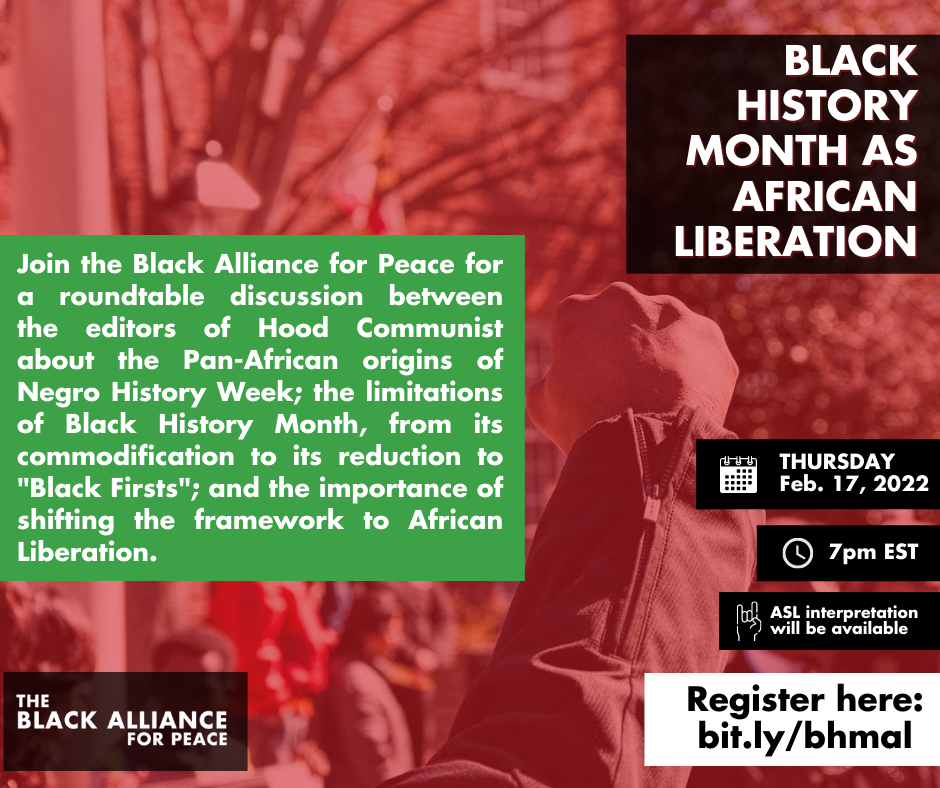 BLACK
HISTORY
MONTH AS
AFRICAN
LIBERATION
Join the Black Alliance for Peace for
a roundtable discussion between
the editors of Hood Communist
about the Pan-African origins of
Negro History Week; the limitations
of Black History Month, from its
commodification to its reduction to
"Black Firsts"; and the importance of
shifting the framework to African
Liberation.
THURSDAY
Feb. 17, 2022
7pm EST
ASL interpretation
will be available
Register here:
bit.ly/bhmal
THE
BLACK ALLIANCE
FOR PEACE